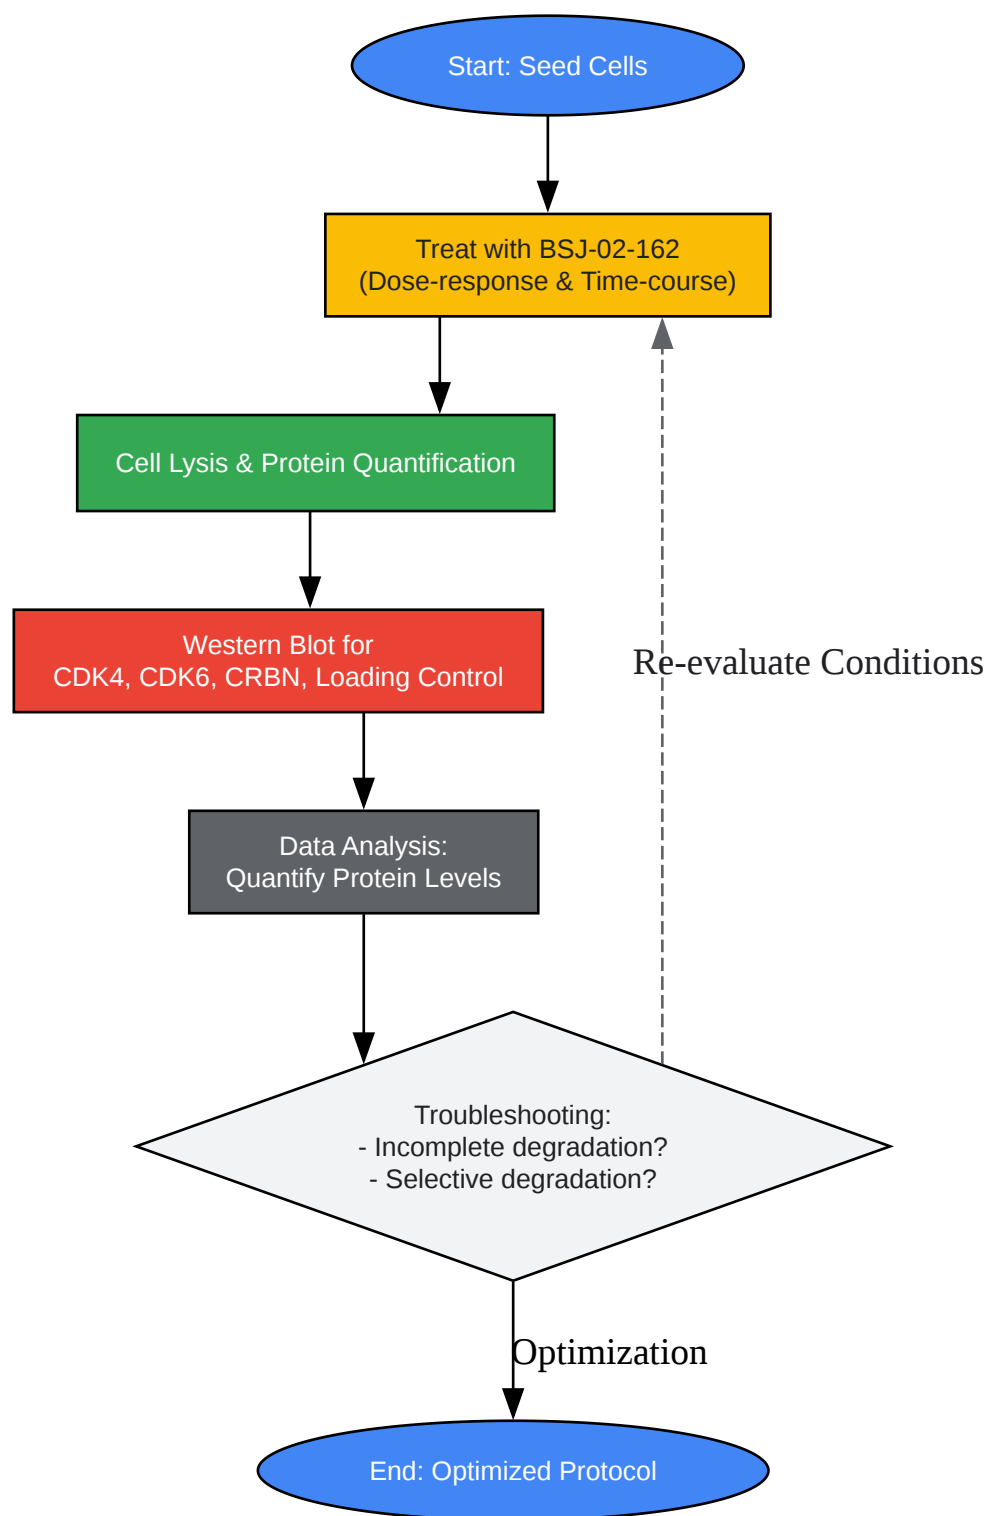 Start: Seed Cells
Treat with BSJ-02-162
(Dose-response & Time-course)
Cell Lysis & Protein Quantification
Western Blot for
CDK4, CDK6, CRBN, Loading Control
Re-evaluate Conditions
Data Analysis:
Quantify Protein Levels
Troubleshooting:
- Incomplete degradation?
- Selective degradation?
Optimization
End: Optimized Protocol